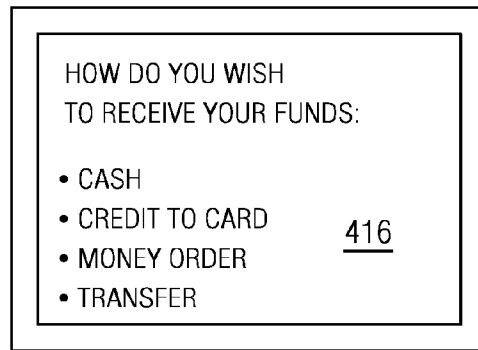 HOW DO YOU WISH
TO RECEIVE YOUR FUNDS:
• CASH
• CREDIT TO CARD
• MONEY ORDER
• TRANSFER
416